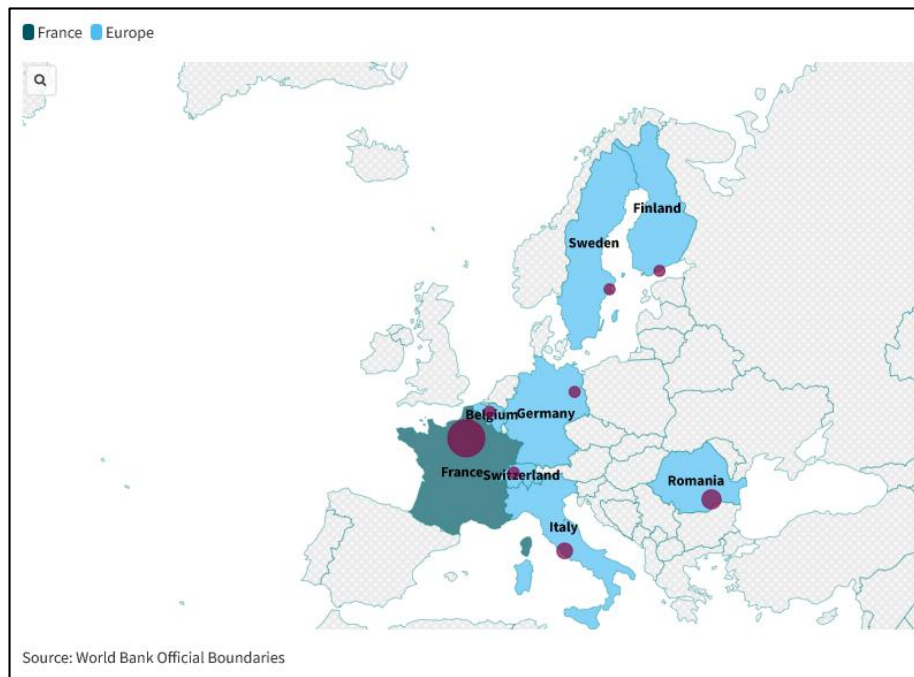 France Europe
Finland
Sweden
Belgium Germany
France Switzerland
Romania
Italy
Source: World Bank Official Boundaries